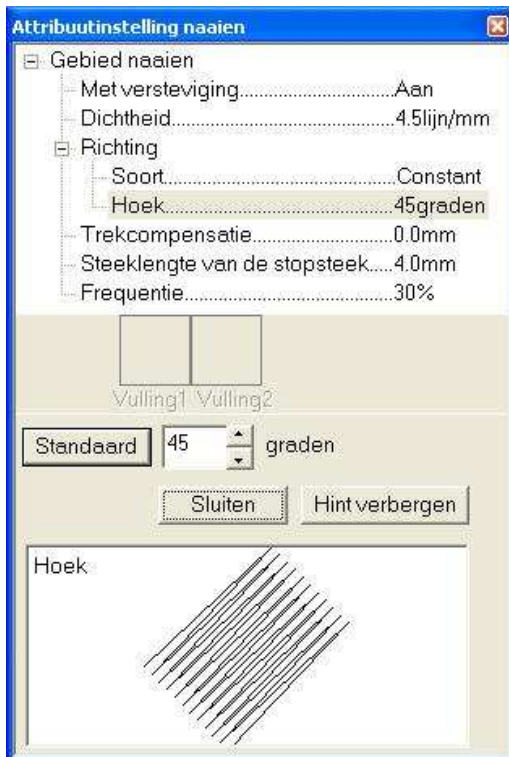 Attribuutinstelling naaien
Gebied naaien
Met versteviging..............................Aan
Dichtheid..........................................4.5lijn/mm
Richting
Soort............................................Constant
Hoek............................................45graden
Trekcompensatie............................0.0mm
Steeklengte van de stopsteek.....4.0mm
Frequentie........................................30%
Vulling1 Vulling2
Standaard 45 graden
Sluiten Hint verbergen
Hoek